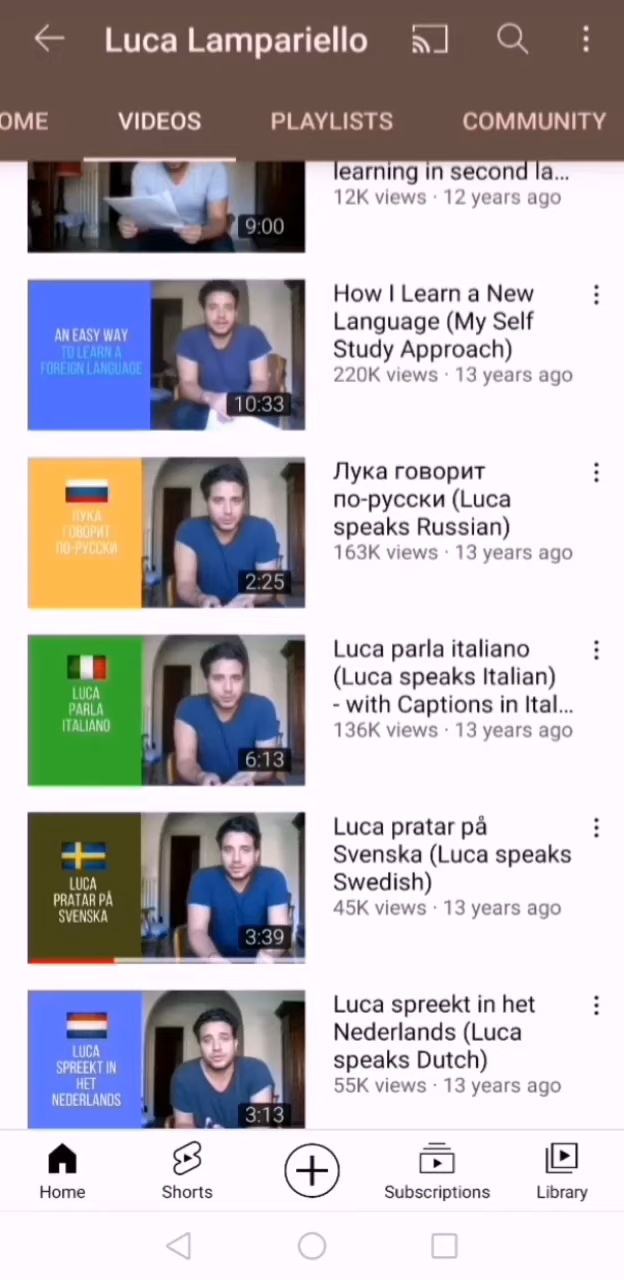 Luca Lampariello
OME VIDEOS PLAYLISTS COMMUNITY
learning in second la...
12K views · 12 years ago
9:00
AN EASY WAY
TO LEARN A
FOREIGN LANGUAGE
10:33
How I Learn a New
Language (My Self
Study Approach)
220K views · 13 years ago
ЛУКА
ГОВОРИТ
ПО-РУССКИ
2:25
Лука говорит
по-русски (Luca
speaks Russian)
163K views · 13 years ago
LUCA
PARLA
ITALIANO
6:13
Luca parla italiano
(Luca speaks Italian)
- with Captions in Ital...
136K views · 13 years ago
LUCA
PRATAR PÅ
SVENSKA
3:39
Luca pratar på
Svenska (Luca speaks
Swedish)
45K views · 13 years ago
LUCA
SPREEKT IN
HET
NEDERLANDS
3:13
Luca spreekt in het
Nederlands (Luca
speaks Dutch)
55K views · 13 years ago
Home Shorts Subscriptions Library